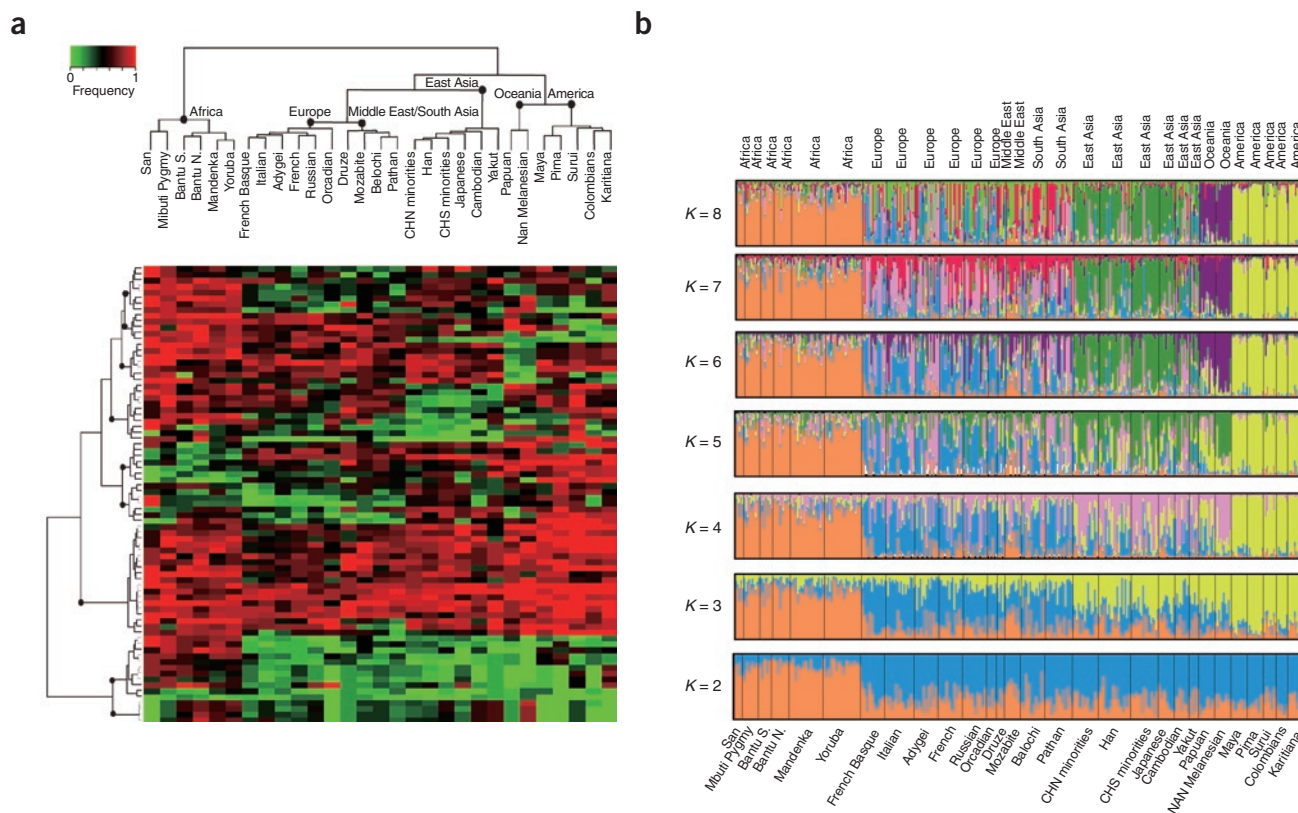 a
0
1
Frequency
East Asia
Oceania
America
Africa
Europe
Middle East/South Asia
San
Mibuti Pygmy
Bantu S.
Bantu N.
Mandenka
Yoruba
French Basque
Italian
Adygei
French
Russian
Orcadian
Druze
Mozabite
Belochi
Pathan
CHN minorities
Han
CHS minorities
Japanese
Cambodian
Yakut
Papuan
Nan Melanesian
Maya
Pima
Surui
Colombians
Karitiana
b
Africa
Africa
Africa
Africa
Africa
Africa
Europe
Europe
Europe
Europe
Europe
Europe
Middle East
Middle East
South Asia
South Asia
East Asia
East Asia
East Asia
East Asia
East Asia
East Asia
Oceania
Oceania
America
America
America
America
America
K = 8
K = 7
K = 6
K = 5
K = 4
K = 3
K = 2
San
Mbuti Pygmy
Bantu S.
Bantu N.
Mandenka
Yoruba
French Basque
Italian
Adygei
French
Russian
Orcadian
Druze
Mozabite
Balochi
Pathan
CHN minorities
Han
CHS minorities
Japanese
Cambodian
Yakut
Papuan
NAN Melanesian
Maya
Pima
Surui
Colombians
Karitiana